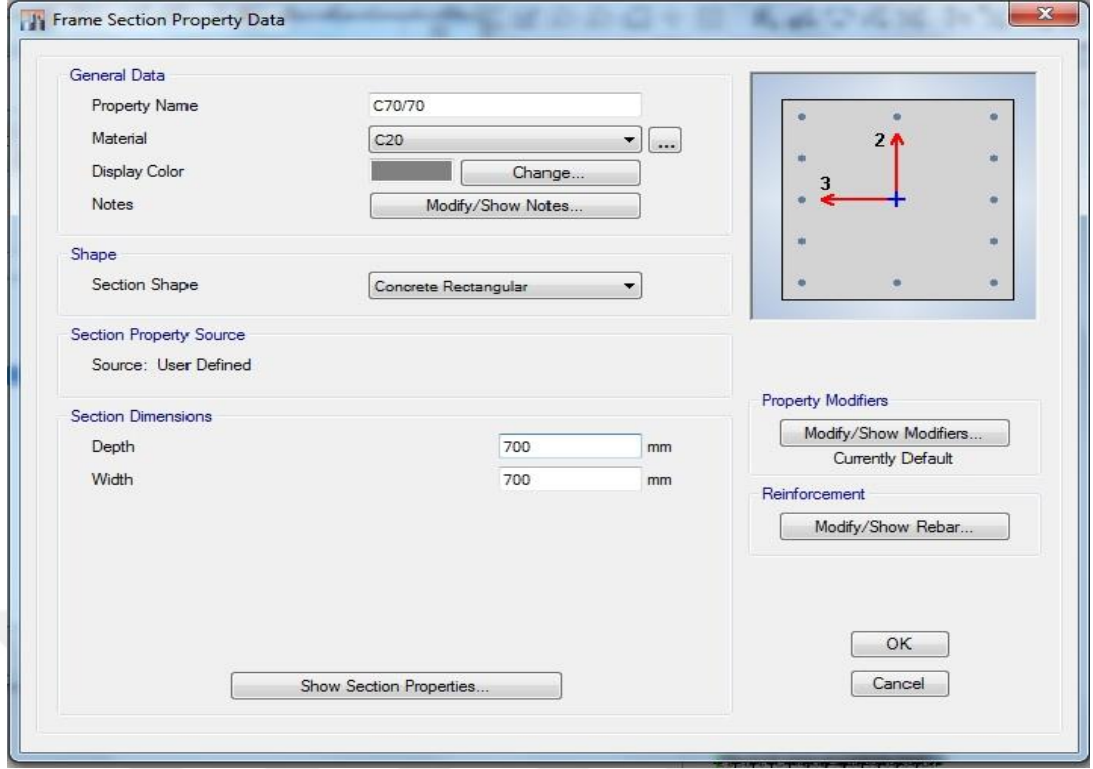 Frame Section Property Data
General Data
Property Name C70/70
Material C20 ...
Display Color Change...
Notes Modify/Show Notes...
Shape
Section Shape Concrete Rectangular
Section Property Source
Source: User Defined
Section Dimensions
Depth 700 mm
Width 700 mm
Show Section Properties...
2
3
Property Modifiers
Modify/Show Modifiers...
Currently Default
Reinforcement
Modify/Show Rebar...
OK
Cancel